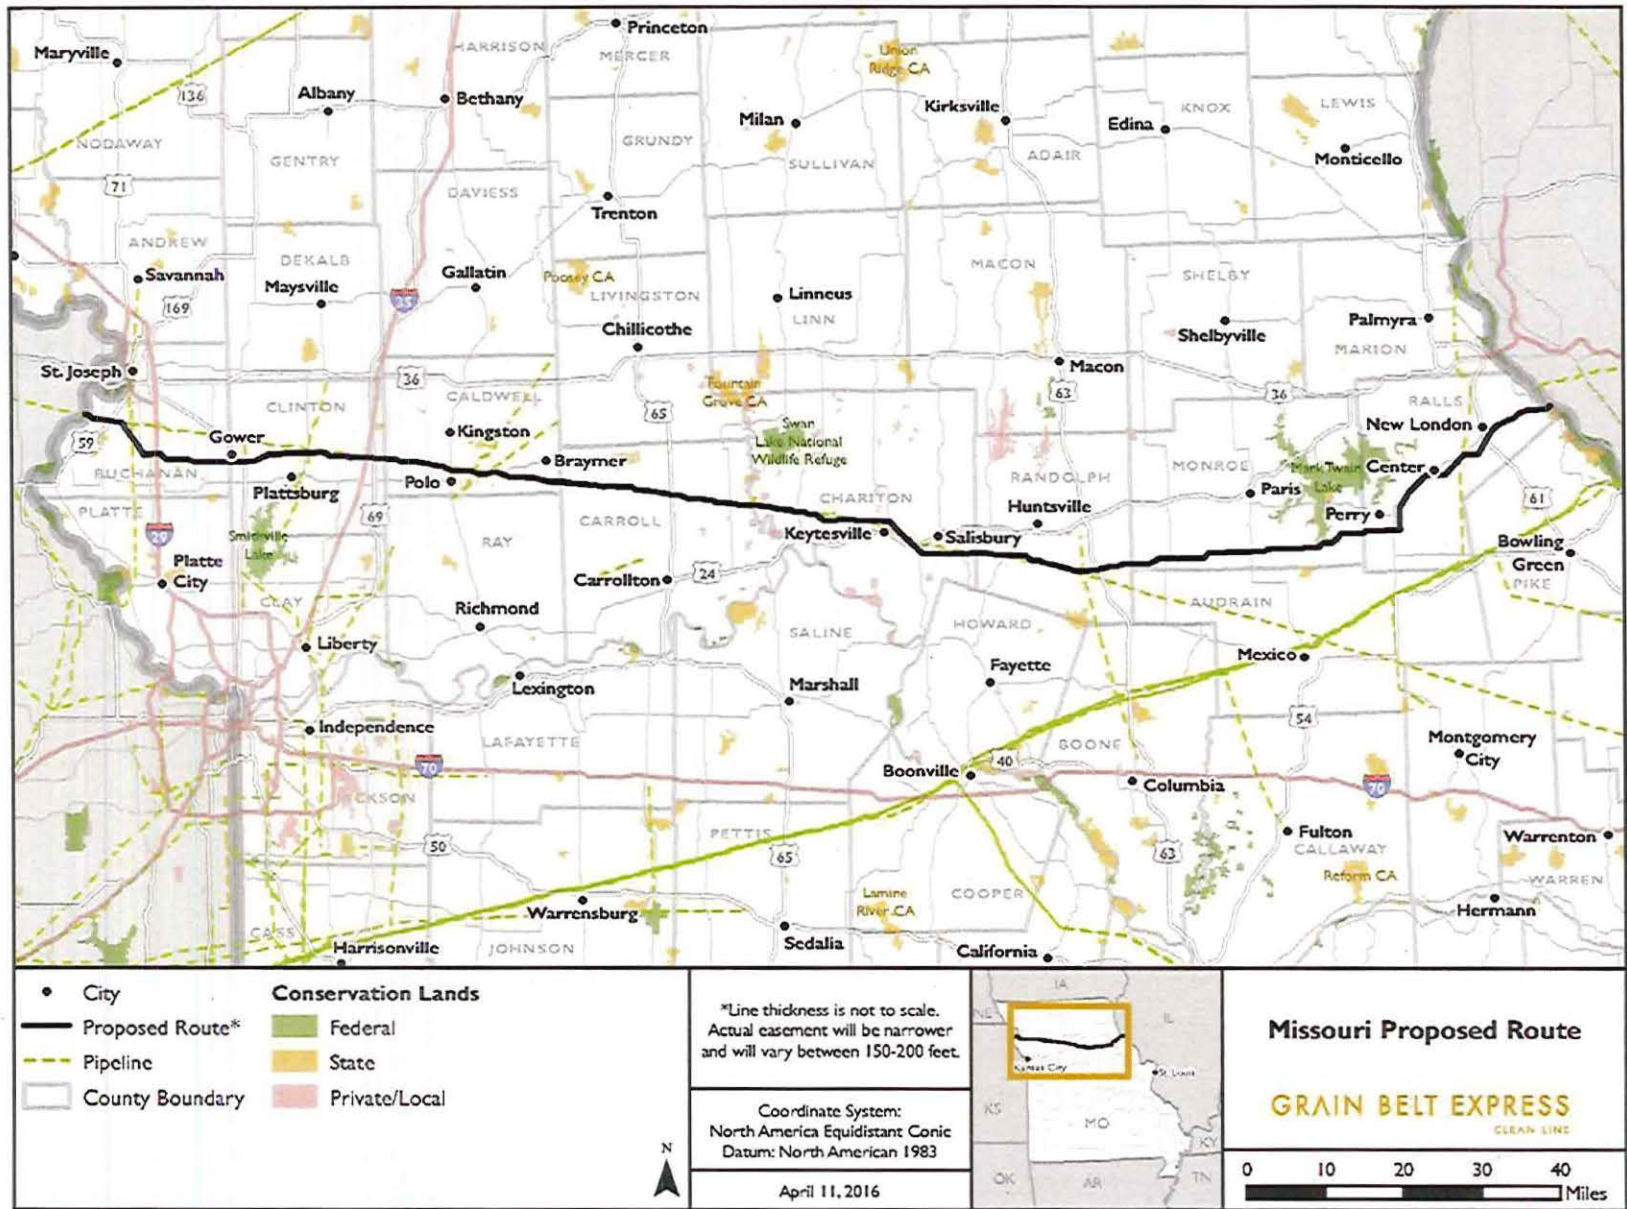 Princeton
HARRISON
MERCER
Maryville
Union
Ridge CA
136
Albany
Bethany
Kirksville
KNOX
LEWIS
Milan
Edina
NODAWAY
GRUNDY
GENTRY
SULLIVAN
ADAIR
Monticello
71
DAVIESS
Trenton
ANDREW
DEKALB
MACON
Savannah
Gallatin
Poosey CA
SHELBY
Maysville
LIVINGSTON
Linneus
169
35
LINN
Chillicothe
Shelbyville
Palmyra
MARION
St. Joseph
36
Macon
CALDWELL
Fountain
Grove CA
63
36
CLINTON
65
RALLS
59
Gower
Kingston
Swan
Lake National
Wildlife Refuge
New London
BUCHANAN
Braymer
MONROE
Mark Twain
Lake
Center
Plattsburg
Polo
RANDOLPH
Paris
CHARITON
61
PLATTE
69
CARROLL
Huntsville
Perry
29
Smithville
Lake
RAY
Keytesville
Salisbury
Bowling
Green
Platte
City
Carrollton
24
PIKE
CLAY
AUDRAIN
Richmond
HOWARD
SALINE
Liberty
Mexico
Fayette
Lexington
Marshall
54
Independence
LAFAYETTE
BOONE
Montgomery
City
70
Boonville
40
Columbia
70
JACKSON
PETTIS
Fulton
Warrenton
50
65
63
CALLAWAY
Reform CA
Lamine
River CA
COOPER
WARREN
Warrensburg
Hermann
CASS
Sedalia
Harrisonville
JOHNSON
California
City
Proposed Route*
Pipeline
County Boundary
Conservation Lands
Federal
State
Private/Local
N
*Line thickness is not to scale.
Actual easement will be narrower
and will vary between 150-200 feet.
Coordinate System:
North America Equidistant Conic
Datum: North American 1983
April 11, 2016
IA
NE
IL
Kansas City
St. Louis
KS
MO
KY
OK
AR
TN
Missouri Proposed Route
GRAIN BELT EXPRESS
CLEAN LINE
0 10 20 30 40
Miles